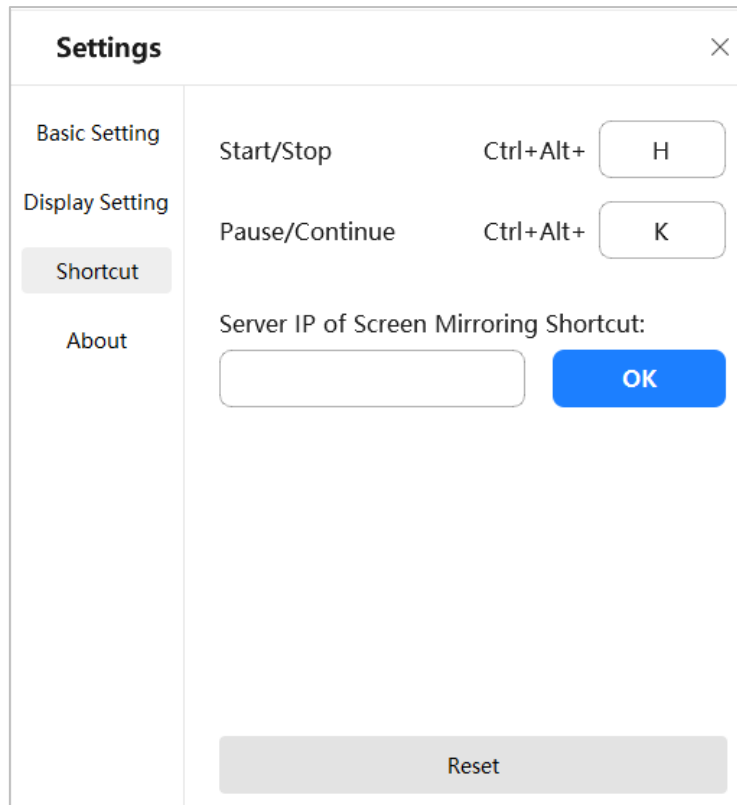 Settings
Basic Setting
Display Setting
Shortcut
About
Start/Stop Ctrl+Alt+ H
Pause/Continue Ctrl+Alt+ K
Server IP of Screen Mirroring Shortcut:
OK
Reset